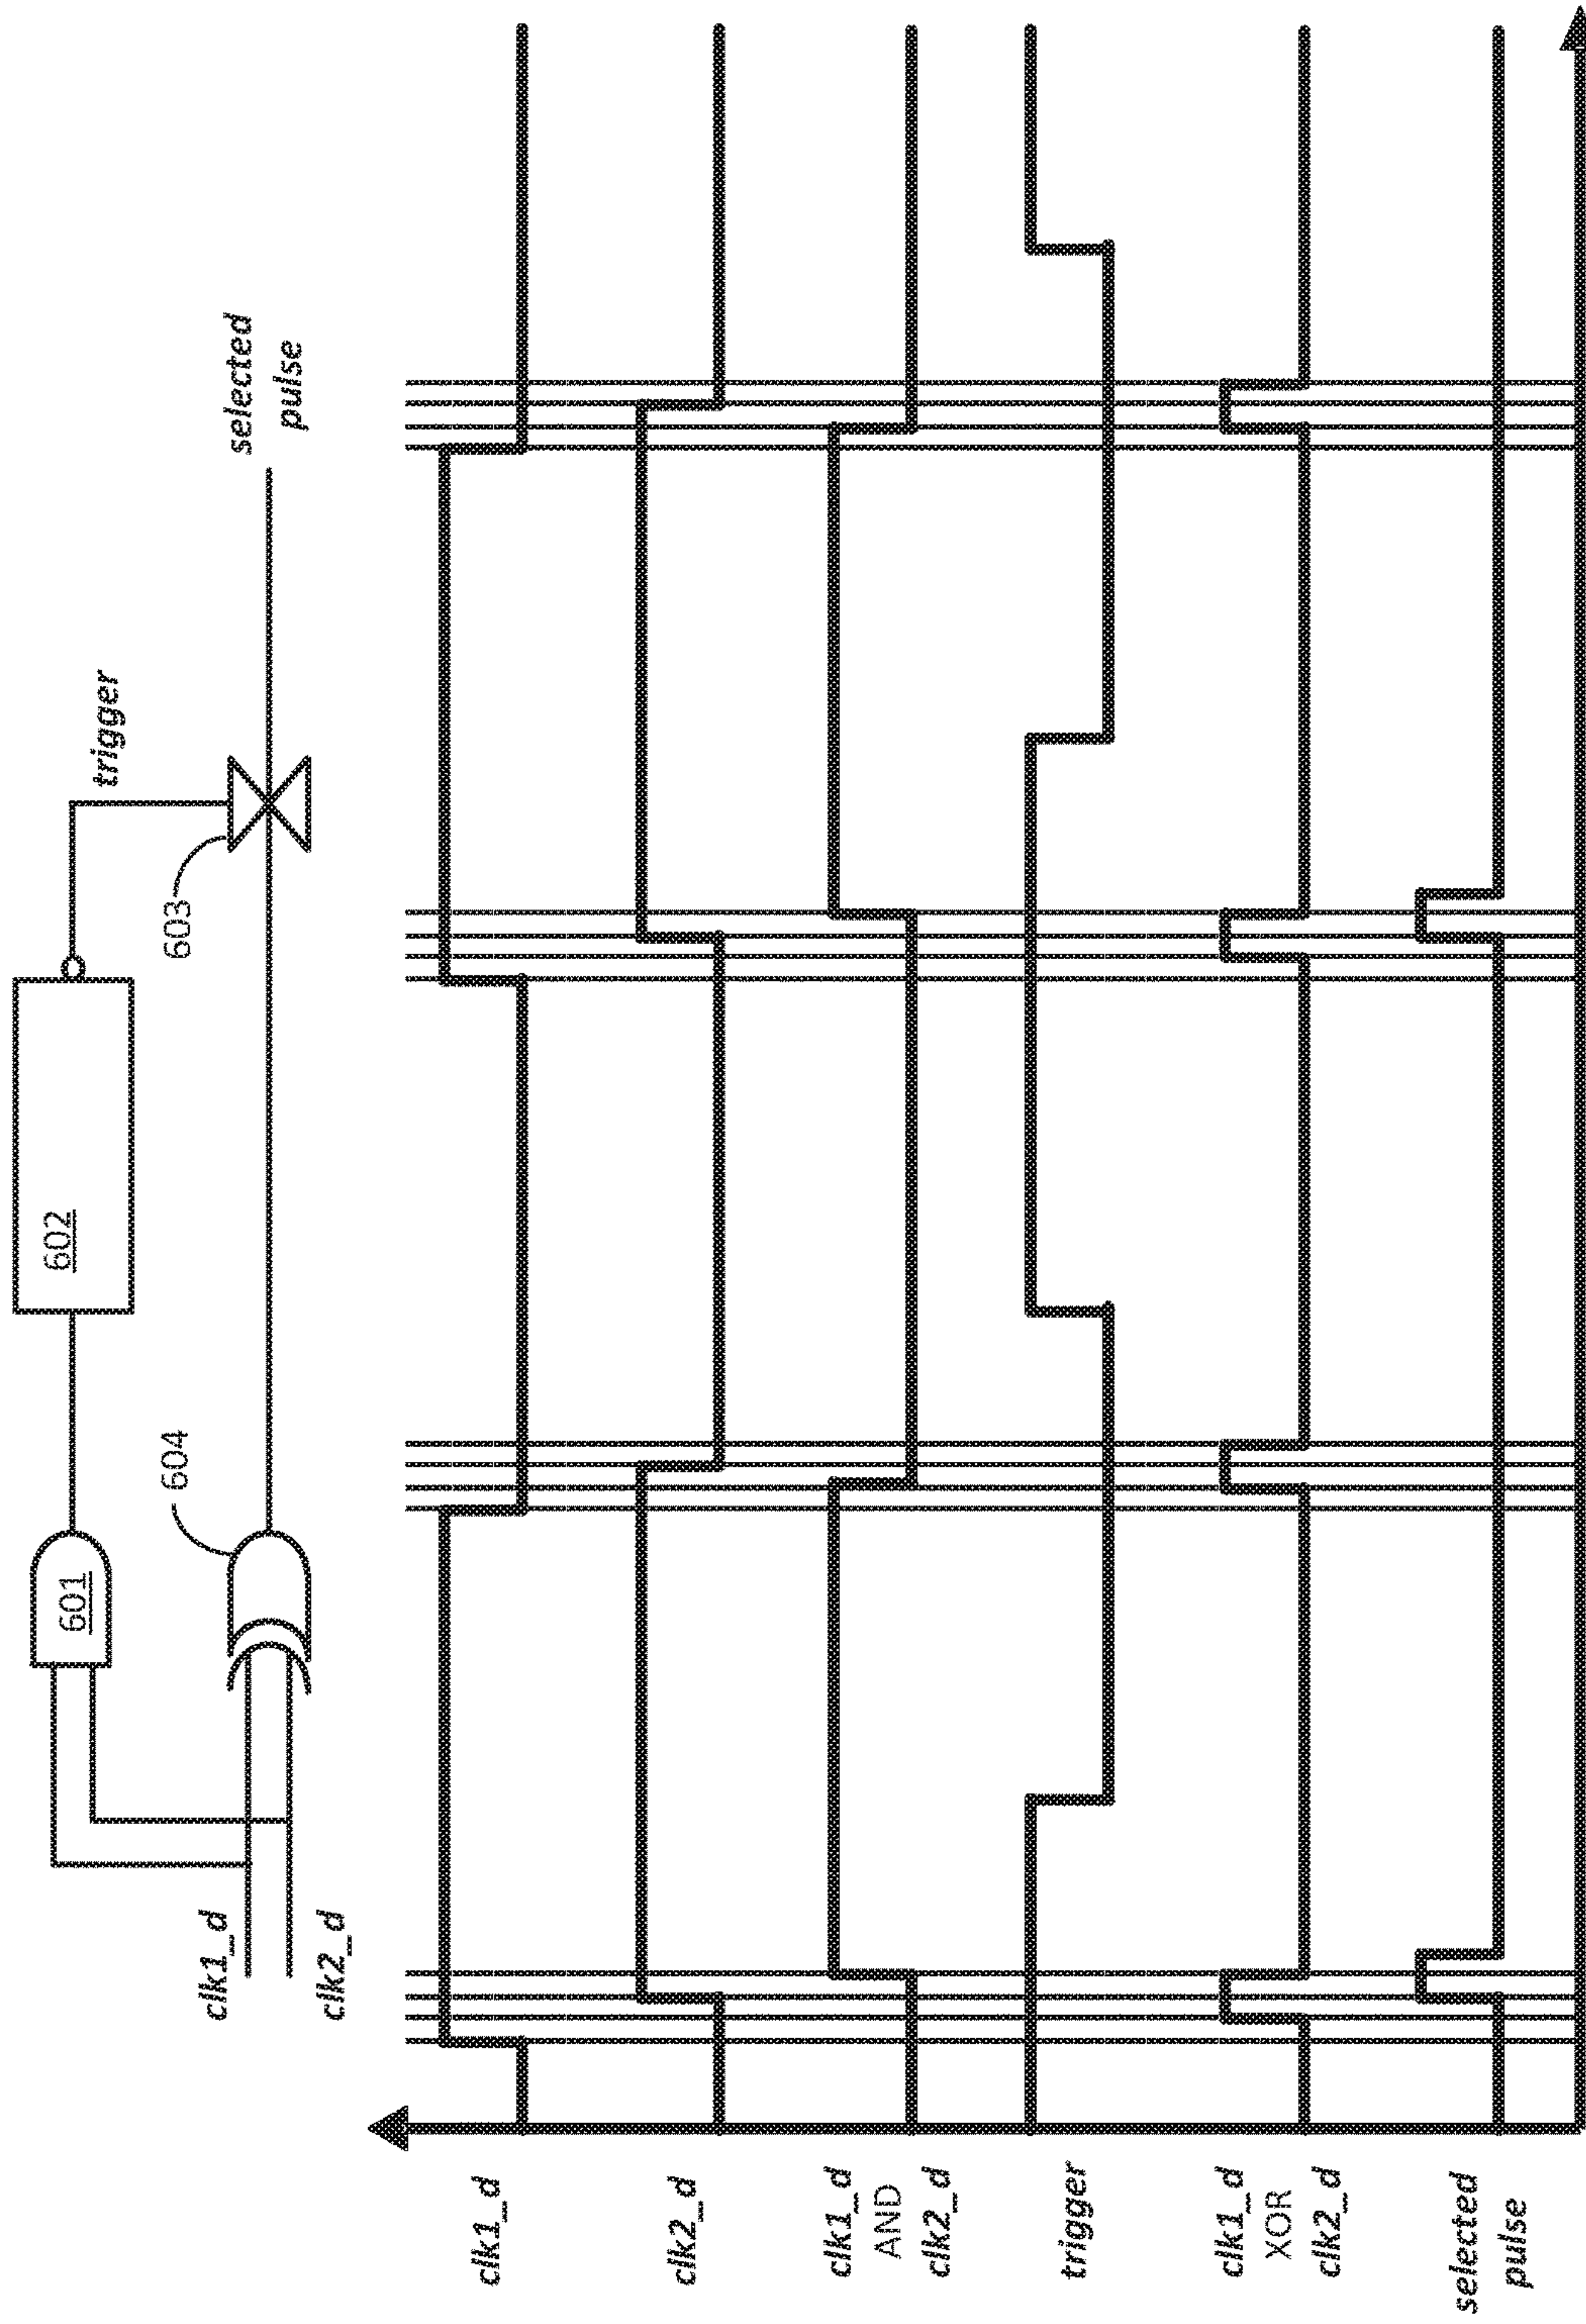 clk1_d
clk2_d
601
604
602
603
trigger
selected
pulse
clk1_d
clk2_d
clk1_d
AND
clk2_d
trigger
clk1_d
XOR
clk2_d
selected
pulse